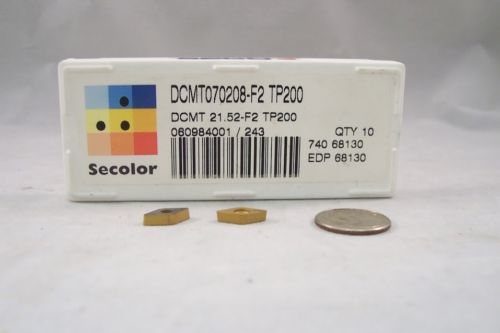 DCMT070208-F2 TP200
DCMT 21.52-F2 TP200
060984001 / 243
QTY 10
740 68130
EDP 68130
Secolor